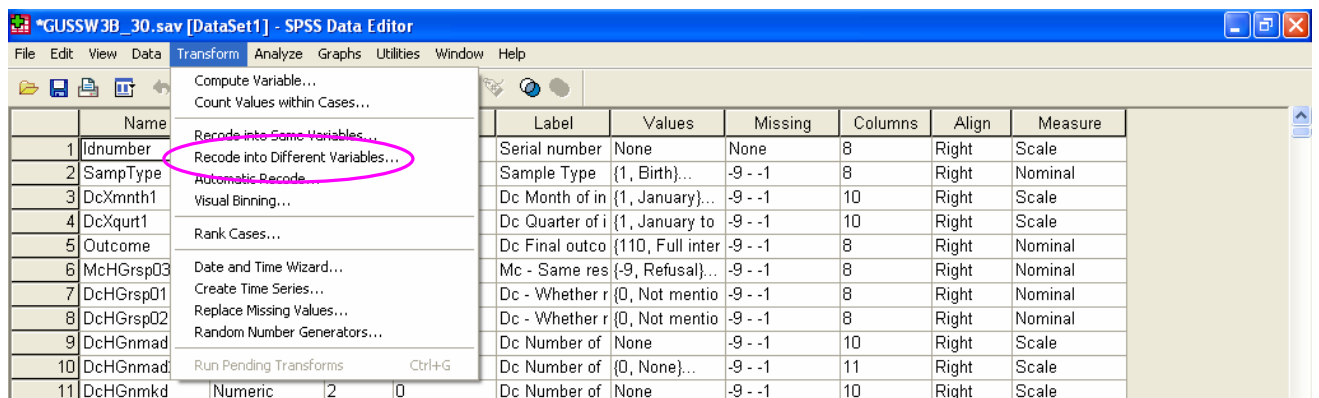 *GUSSW3B_30.sav [DataSet1] - SPSS Data Editor
File Edit View Data Transform Analyze Graphs Utilities Window Help
Compute Variable...
Count Values within Cases...
Recode into Same Variables...
Recode into Different Variables...
Automatic Recode...
Visual Binning...
Rank Cases...
Date and Time Wizard...
Create Time Series...
Replace Missing Values...
Random Number Generators...
Run Pending Transforms Ctrl+G
Name Label Values Missing Columns Align Measure
1 Idnumber Serial number None None 8 Right Scale
2 SampType Sample Type {1, Birth}... -9 - -1 8 Right Nominal
3 DcXmnth1 Dc Month of in {1, January}... -9 - -1 10 Right Scale
4 DcXqurt1 Dc Quarter of i {1, January to -9 - -1 10 Right Scale
5 Outcome Dc Final outco {110, Full inter -9 - -1 8 Right Nominal
6 McHGrsp03 Mc - Same res {-9, Refusal}... -9 - -1 8 Right Nominal
7 DcHGrsp01 Dc - Whether r {0, Not mentio -9 - -1 8 Right Nominal
8 DcHGrsp02 Dc - Whether r {0, Not mentio -9 - -1 8 Right Nominal
9 DcHGnmad Dc Number of None -9 - -1 10 Right Scale
10 DcHGnmad Dc Number of {0, None}... -9 - -1 11 Right Scale
11 DcHGnmkd Numeric 2 0 Dc Number of None -9 - -1 10 Right Scale